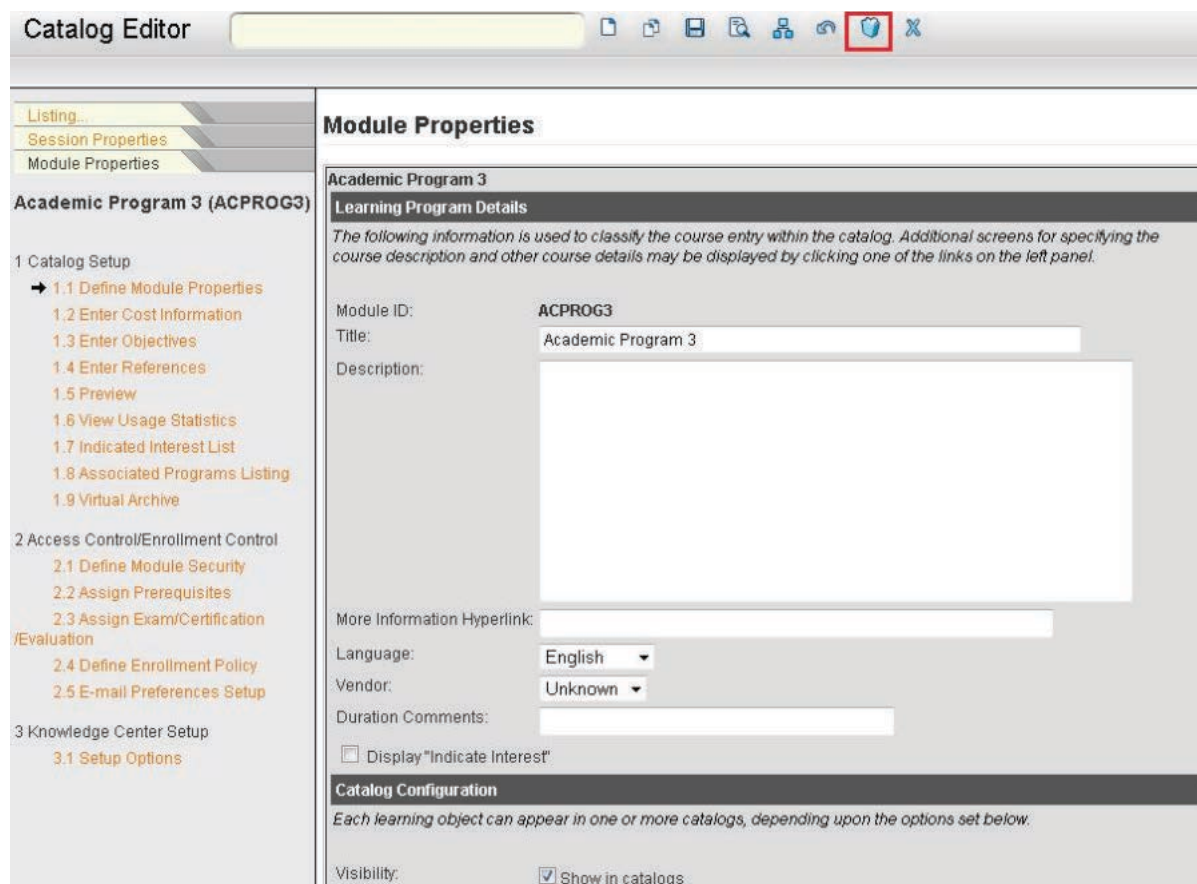 Catalog Editor
Listing...
Session Properties
Module Properties
Academic Program 3 (ACPROG3)
1 Catalog Setup
1.1 Define Module Properties
1.2 Enter Cost Information
1.3 Enter Objectives
1.4 Enter References
1.5 Preview
1.6 View Usage Statistics
1.7 Indicated Interest List
1.8 Associated Programs Listing
1.9 Virtual Archive
2 Access Control/Enrollment Control
2.1 Define Module Security
2.2 Assign Prerequisites
2.3 Assign Exam/Certification
/Evaluation
2.4 Define Enrollment Policy
2.5 E-mail Preferences Setup
3 Knowledge Center Setup
3.1 Setup Options
Module Properties
Academic Program 3
Learning Program Details
The following information is used to classify the course entry within the catalog. Additional screens for specifying the
course description and other course details may be displayed by clicking one of the links on the left panel.
Module ID: ACPROG3
Title: Academic Program 3
Description:
More Information Hyperlink:
Language: English
Vendor: Unknown
Duration Comments:
Display "Indicate Interest"
Catalog Configuration
Each learning object can appear in one or more catalogs, depending upon the options set below.
Visibility: Show in catalogs